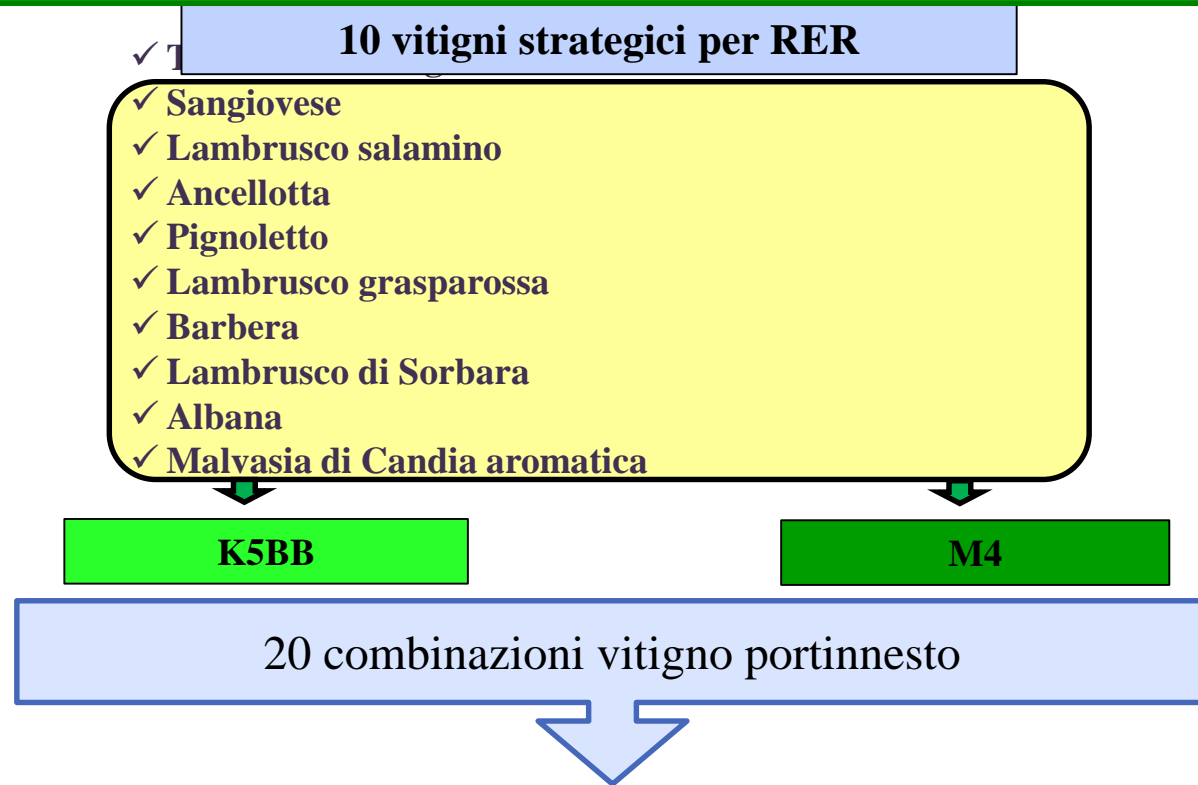 10 vitigni strategici per RER
✓ Sangiovese
✓ Lambrusco salamino
✓ Ancellotta
✓ Pignoletto
✓ Lambrusco grasparossa
✓ Barbera
✓ Lambrusco di Sorbara
✓ Albana
✓ Malvasia di Candia aromatica
K5BB
M4
20 combinazioni vitigno portinnesto